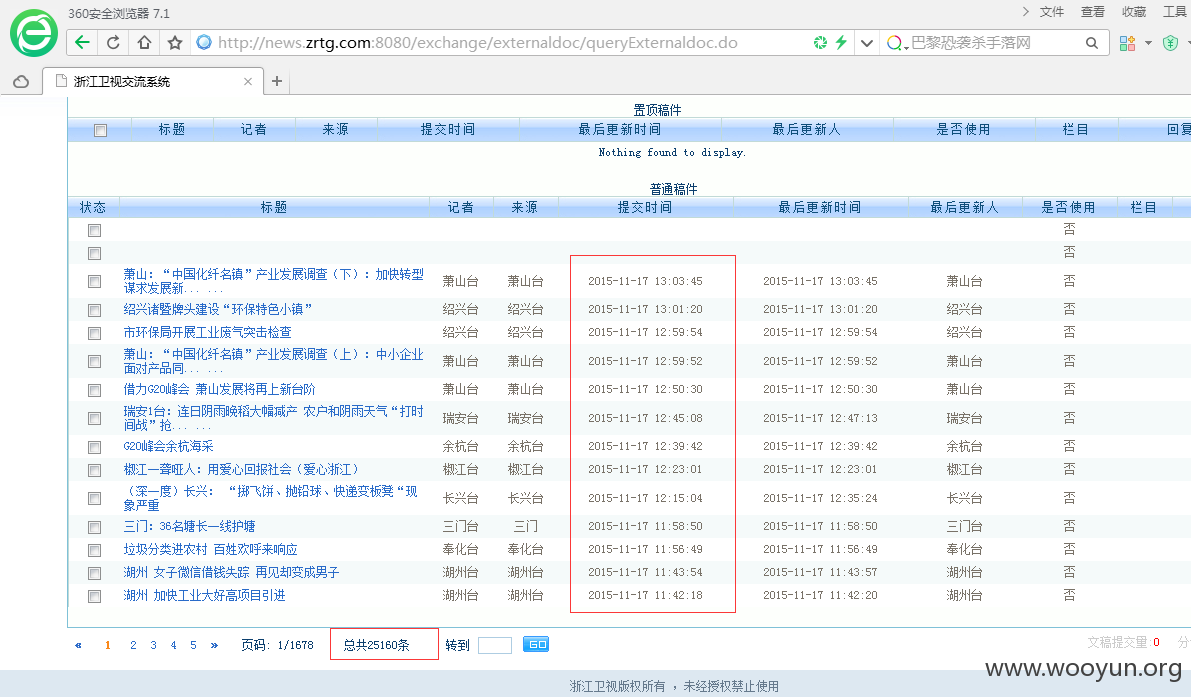 360安全浏览器 7.1
文件 查看 收藏 工具
http://news.zrtg.com:8080/exchange/externaldoc/queryExternaldoc.do 巴黎恐袭杀手落网
浙江卫视交流系统
置顶稿件
标题 记者 来源 提交时间 最后更新时间 最后更新人 是否使用 栏目 回复
Nothing found to display.
普通稿件
状态 标题 记者 来源 提交时间 最后更新时间 最后更新人 是否使用 栏目
否
否
萧山：“中国化纤名镇”产业发展调查（下）：加快转型
谋求发展新... ... 萧山台 萧山台 2015-11-17 13:03:45 2015-11-17 13:03:45 萧山台 否
绍兴诸暨牌头建设“环保特色小镇” 绍兴台 绍兴台 2015-11-17 13:01:20 2015-11-17 13:01:20 绍兴台 否
市环保局开展工业废气突击检查 绍兴台 绍兴台 2015-11-17 12:59:54 2015-11-17 12:59:54 绍兴台 否
萧山：“中国化纤名镇”产业发展调查（上）：中小企业
面对产品同... ... 萧山台 萧山台 2015-11-17 12:59:52 2015-11-17 12:59:52 萧山台 否
借力G20峰会 萧山发展将再上新台阶 萧山台 萧山台 2015-11-17 12:50:30 2015-11-17 12:50:30 萧山台 否
瑞安1台：连日阴雨晚稻大幅减产 农户和阴雨天气“打时
间战”抢... ... 瑞安台 瑞安台 2015-11-17 12:45:08 2015-11-17 12:47:13 瑞安台 否
G20峰会余杭海采 余杭台 余杭台 2015-11-17 12:39:42 2015-11-17 12:39:42 余杭台 否
椒江一聋哑人：用爱心回报社会（爱心浙江） 椒江台 椒江台 2015-11-17 12:23:01 2015-11-17 12:23:01 椒江台 否
（深一度）长兴： “掷飞饼、抛铅球、快递变板凳“现
象严重 长兴台 长兴台 2015-11-17 12:15:04 2015-11-17 12:35:24 长兴台 否
三门：36名塘长一线护塘 三门台 三门 2015-11-17 11:58:50 2015-11-17 11:58:50 三门台 否
垃圾分类进农村 百姓欢呼来响应 奉化台 奉化台 2015-11-17 11:56:49 2015-11-17 11:56:49 奉化台 否
湖州 女子微信借钱失踪 再见却变成男子 湖州台 湖州台 2015-11-17 11:43:54 2015-11-17 11:43:57 湖州台 否
湖州 加快工业大好高项目引进 湖州台 湖州台 2015-11-17 11:42:18 2015-11-17 11:42:20 湖州台 否
« 1 2 3 4 5 » 页码: 1/1678 总共25160条 转到 GO 文稿提交量:0 分
www.wooyun.org
浙江卫视版权所有 ，未经授权禁止使用